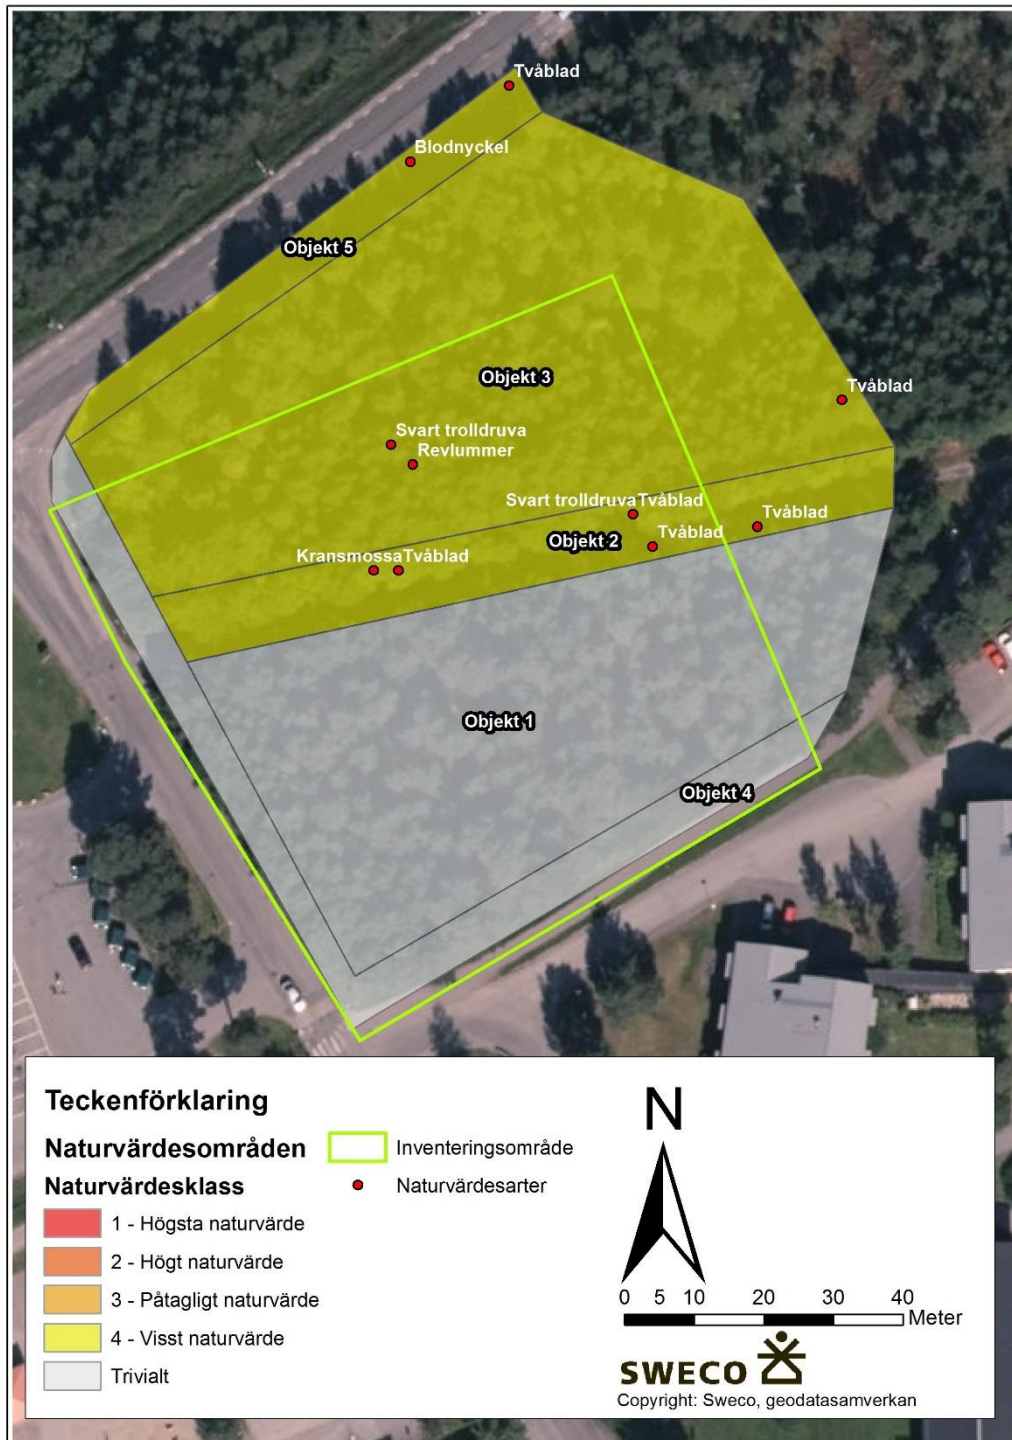 Tvåblad
Blodnyckel
Objekt 5
Objekt 3
Tvåblad
Svart trolldruva
Revlummer
Svart trolldruva Tvåblad
Tvåblad
Objekt 2
Tvåblad
Kransmossa Tvåblad
Objekt 1
Objekt 4
Teckenförklaring
Naturvärdesområden
Naturvärdesklass
1 - Högsta naturvärde
2 - Högt naturvärde
3 - Påtagligt naturvärde
4 - Visst naturvärde
Trivialt
Inventeringsområde
Naturvärdesarter
N
0 5 10 20 30 40
Meter
SWECO
Copyright: Sweco, geodatasamverkan